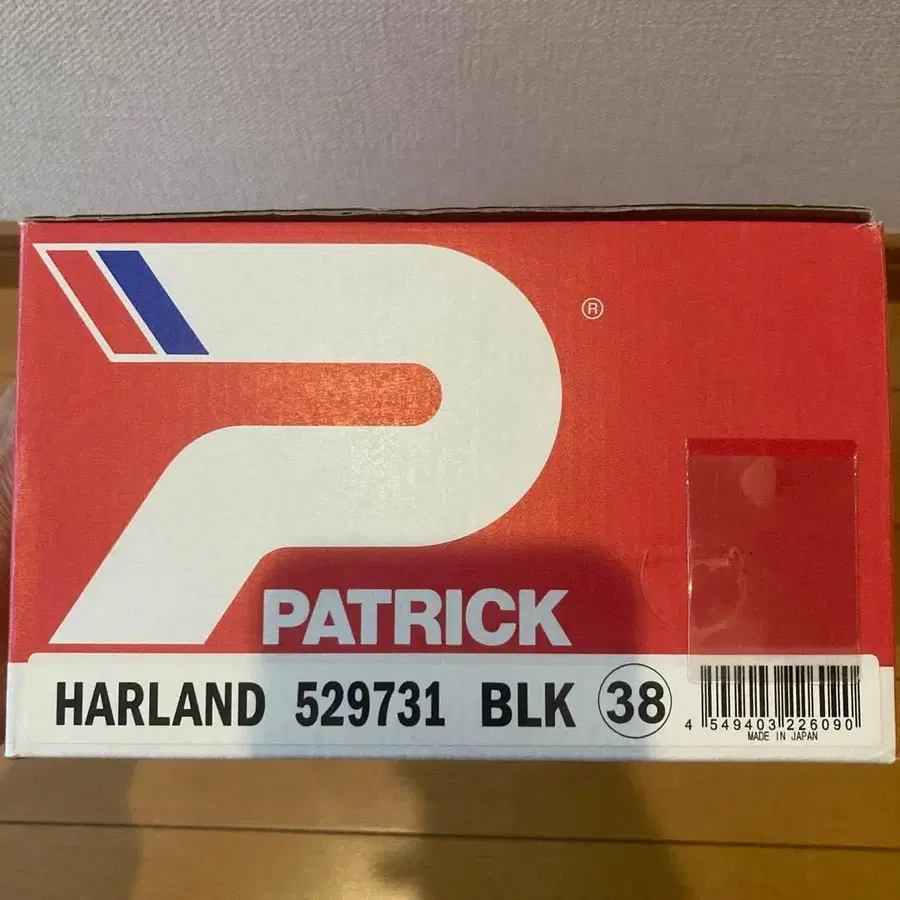 ®
PATRICK
HARLAND 529731 BLK 38
4 549403 226090
MADE IN JAPAN